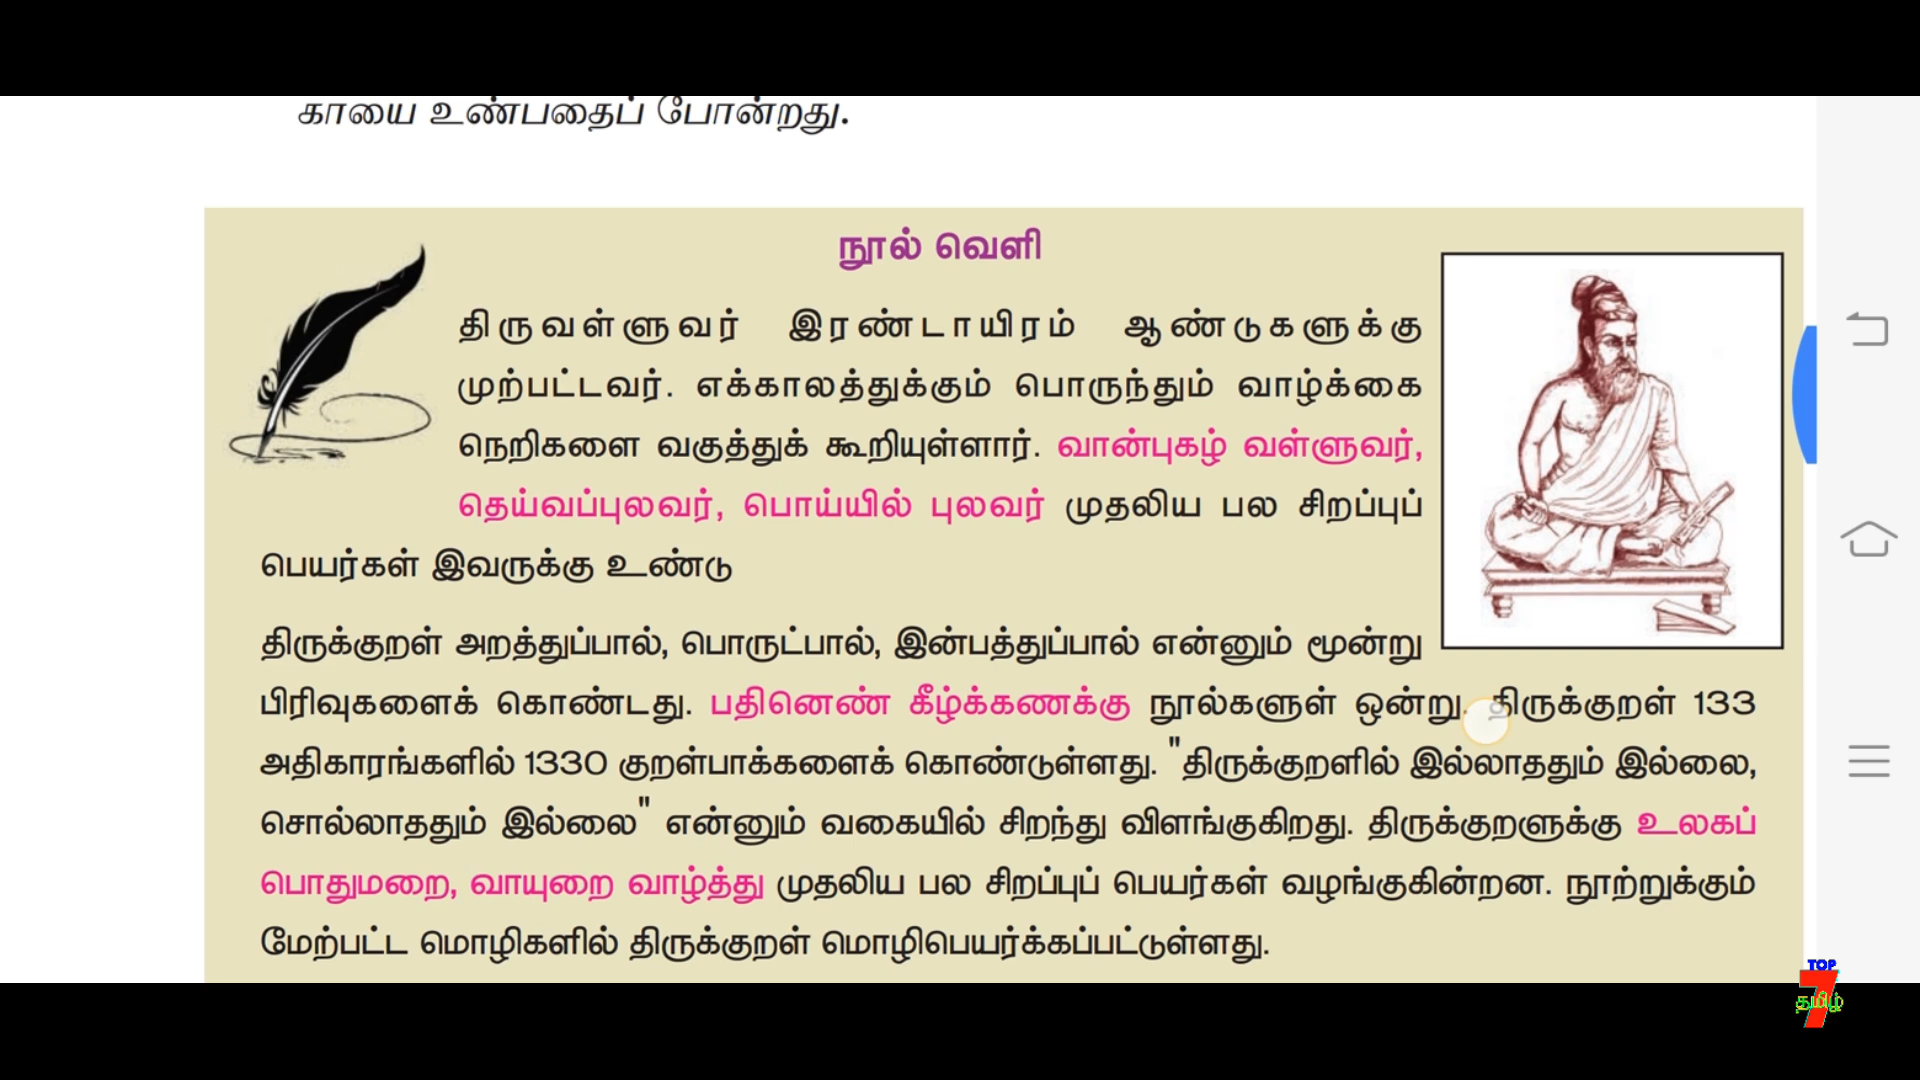 காயை உண்பதைப் போன்றது.
நூல் வெளி
திருவள்ளுவர் இரண்டாயிரம் ஆண்டுகளுக்கு
முற்பட்டவர். எக்காலத்துக்கும் பொருந்தும் வாழ்க்கை
நெறிகளை வகுத்துக் கூறியுள்ளார். வான்புகழ் வள்ளுவர்,
தெய்வப்புலவர், பொய்யில் புலவர் முதலிய பல சிறப்புப்
பெயர்கள் இவருக்கு உண்டு
திருக்குறள் அறத்துப்பால், பொருட்பால், இன்பத்துப்பால் என்னும் மூன்று
பிரிவுகளைக் கொண்டது. பதினெண் கீழ்க்கணக்கு நூல்களுள் ஒன்று. திருக்குறள் 133
அதிகாரங்களில் 1330 குறள்பாக்களைக் கொண்டுள்ளது. "திருக்குறளில் இல்லாததும் இல்லை,
சொல்லாததும் இல்லை" என்னும் வகையில் சிறந்து விளங்குகிறது. திருக்குறளுக்கு உலகப்
பொதுமறை, வாயுறை வாழ்த்து முதலிய பல சிறப்புப் பெயர்கள் வழங்குகின்றன. நூற்றுக்கும்
மேற்பட்ட மொழிகளில் திருக்குறள் மொழிபெயர்க்கப்பட்டுள்ளது.
TOP
7
தமிழ்